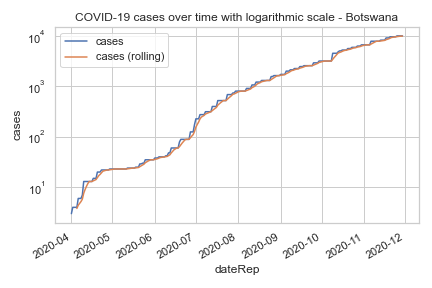 COVID-19 cases over time with logarithmic scale - Botswana
cases
cases (rolling)
10⁴
10³
10²
10¹
cases
2020-04
2020-05
2020-06
2020-07
2020-08
2020-09
2020-10
2020-11
2020-12
dateRep